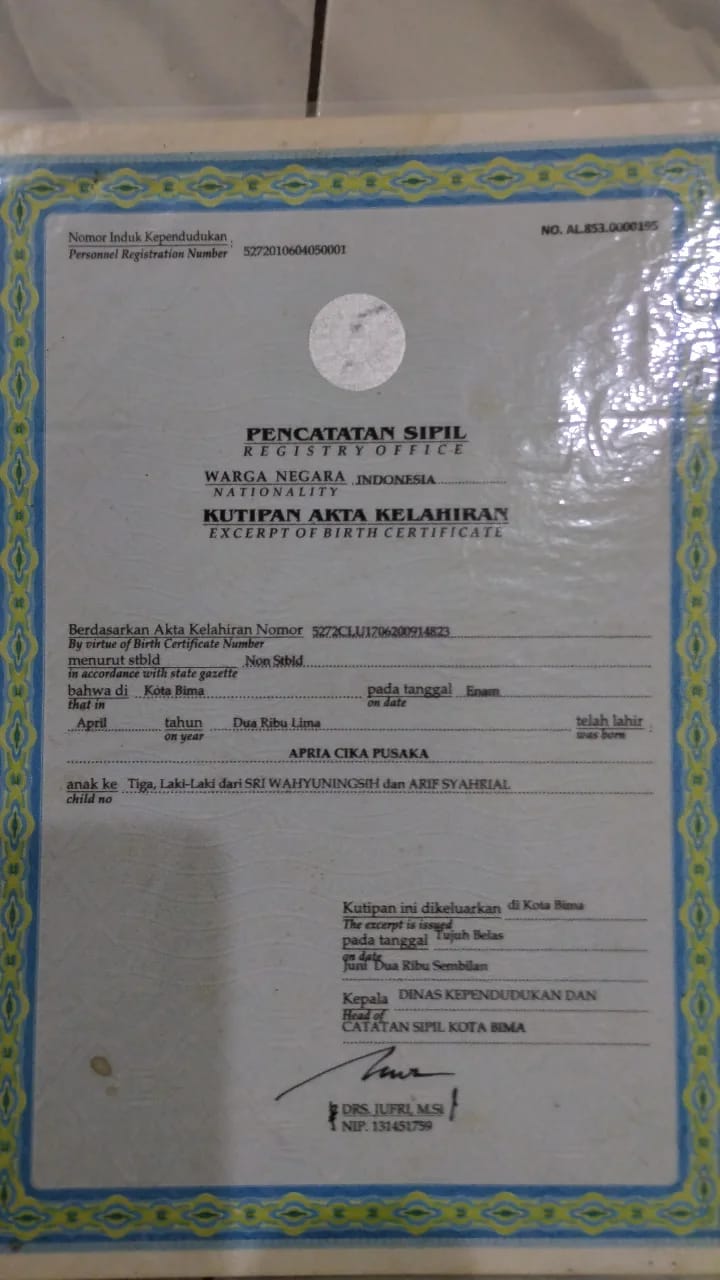 Nomor Induk Kependudukan : 5272010604050001
Personnel Registration Number
NO. AL.853.0000195
PENCATATAN SIPIL
REGISTRY OFFICE
WARGA NEGARA INDONESIA
NATIONALITY
KUTIPAN AKTA KELAHIRAN
EXCERPT OF BIRTH CERTIFICATE
Berdasarkan Akta Kelahiran Nomor 5272CLU1706200914823
By virtue of Birth Certificate Number
menurut stbld Non Stbld
in accordance with state gazette
bahwa di Kota Bima pada tanggal Enam
that in on date
April tahun Dua Ribu Lima telah lahir :
on year was born
APRIA CIKA PUSAKA
anak ke Tiga, Laki-Laki dari SRI WAHYUNINGSIH dan ARIF SYAHRIAL
child no
Kutipan ini dikeluarkan di Kota Bima
The excerpt is issued
pada tanggal Tujuh Belas
on date
Juni Dua Ribu Sembilan
Kepala DINAS KEPENDUDUKAN DAN
Head of
CATATAN SIPIL KOTA BIMA
DRS. JUFRI, M.Si
NIP. 131451759